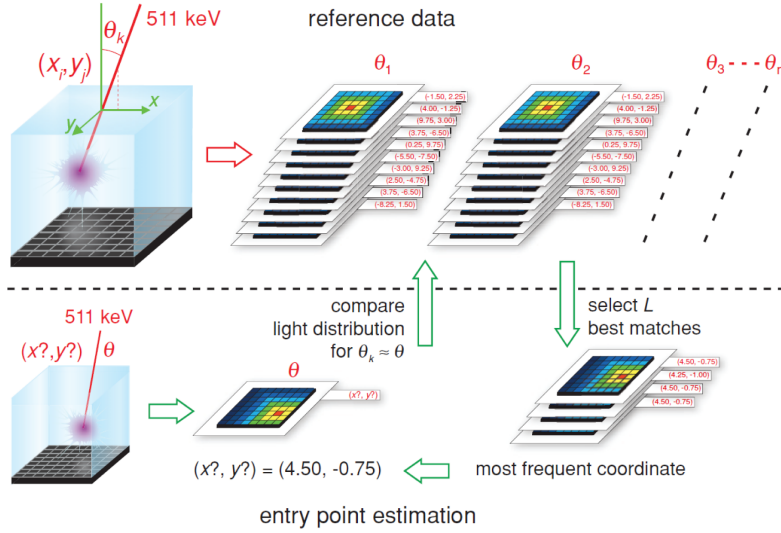 reference data
511 keV
θk
(xi,yj)
x
y
θ1
(-1.50, 2.25)
(4.00, -1.25)
(9.75, 3.00)
(3.75, -6.50)
(0.25, 9.75)
(-5.50, -7.50)
(-3.00, 9.25)
(2.50, -4.75)
(3.75, -6.50)
(-8.25, 1.50)
θ2
(-1.50, 2.25)
(4.00, -1.25)
(9.75, 3.00)
(3.75, -6.50)
(0.25, 9.75)
(-5.50, -7.50)
(-3.00, 9.25)
(2.50, -4.75)
(3.75, -6.50)
(-8.25, 1.50)
θ3 - - - - θn
511 keV
(x?,y?) θ
θ
(x?, y?)
compare
light distribution
for θk ≈ θ
select L
best matches
(4.50, -0.75)
(4.25, -1.00)
(4.50, -0.75)
(4.50, -0.75)
(x?, y?) = (4.50, -0.75)
most frequent coordinate
entry point estimation